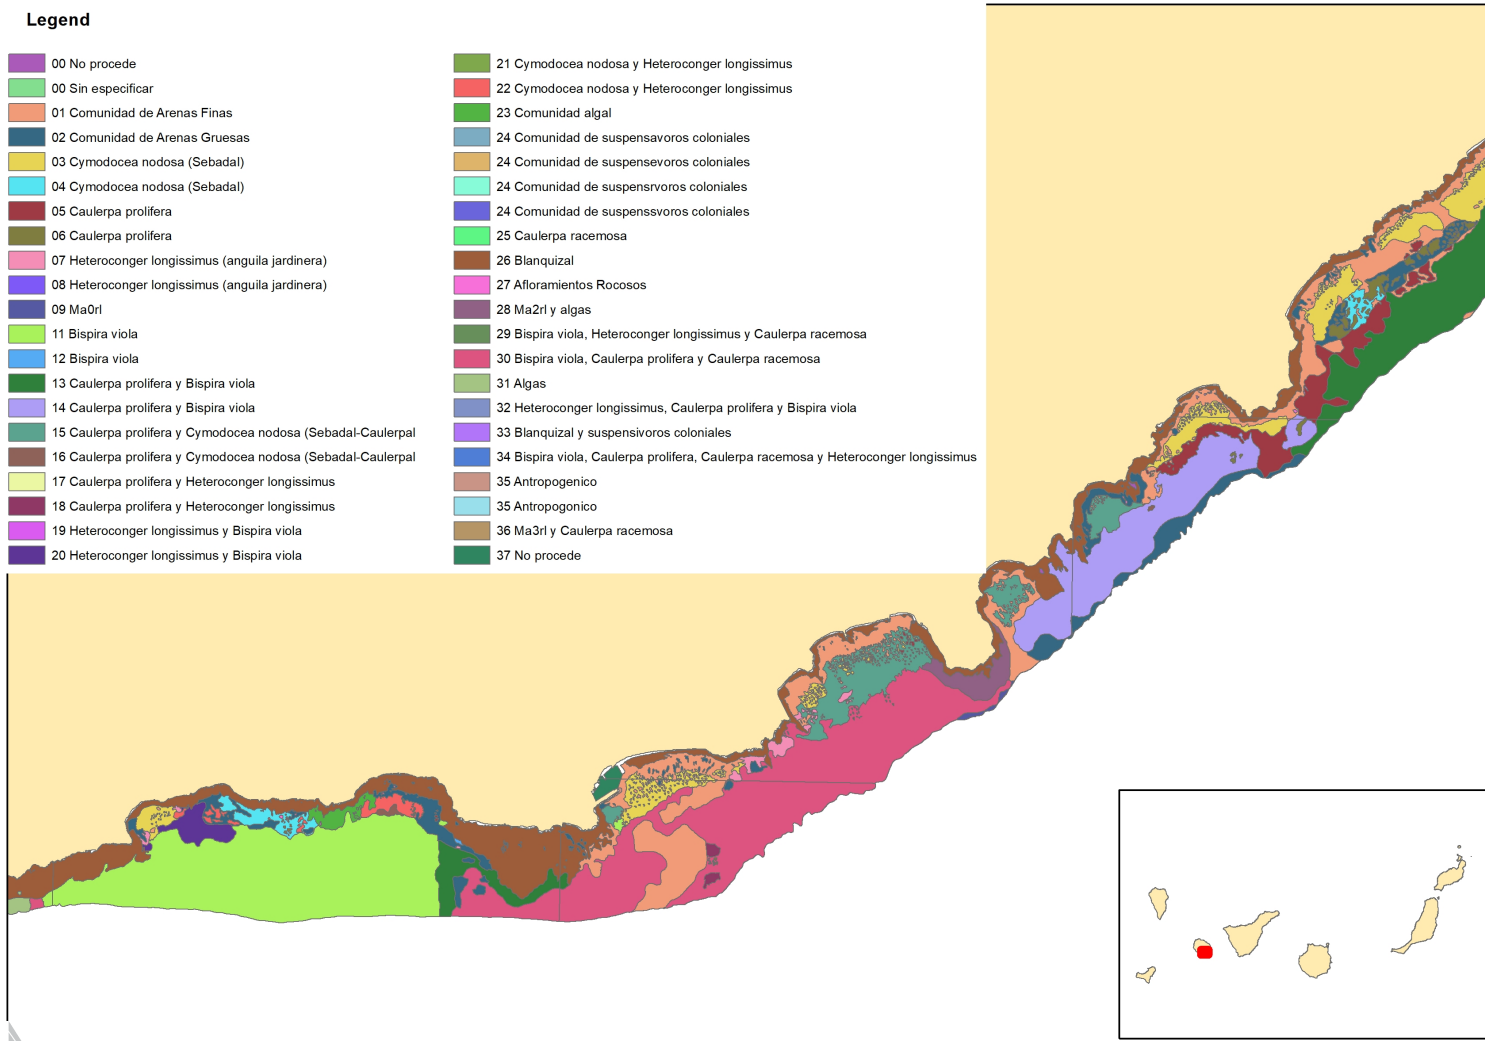 Legend
00 No procede
00 Sin especificar
01 Comunidad de Arenas Finas
02 Comunidad de Arenas Gruesas
03 Cymodocea nodosa (Sebadal)
04 Cymodocea nodosa (Sebadal)
05 Caulerpa prolifera
06 Caulerpa prolifera
07 Heteroconger longissimus (anguila jardinera)
08 Heteroconger longissimus (anguila jardinera)
09 Ma0rl
11 Bispira viola
12 Bispira viola
13 Caulerpa prolifera y Bispira viola
14 Caulerpa prolifera y Bispira viola
15 Caulerpa prolifera y Cymodocea nodosa (Sebadal-Caulerpal
16 Caulerpa prolifera y Cymodocea nodosa (Sebadal-Caulerpal
17 Caulerpa prolifera y Heteroconger longissimus
18 Caulerpa prolifera y Heteroconger longissimus
19 Heteroconger longissimus y Bispira viola
20 Heteroconger longissimus y Bispira viola
21 Cymodocea nodosa y Heteroconger longissimus
22 Cymodocea nodosa y Heteroconger longissimus
23 Comunidad algal
24 Comunidad de suspensavoros coloniales
24 Comunidad de suspensevoros coloniales
24 Comunidad de suspensrvoros coloniales
24 Comunidad de suspenssvoros coloniales
25 Caulerpa racemosa
26 Blanquizal
27 Afloramientos Rocosos
28 Ma2rl y algas
29 Bispira viola, Heteroconger longissimus y Caulerpa racemosa
30 Bispira viola, Caulerpa prolifera y Caulerpa racemosa
31 Algas
32 Heteroconger longissimus, Caulerpa prolifera y Bispira viola
33 Blanquizal y suspensivoros coloniales
34 Bispira viola, Caulerpa prolifera, Caulerpa racemosa y Heteroconger longissimus
35 Antropogenico
35 Antropogonico
36 Ma3rl y Caulerpa racemosa
37 No procede